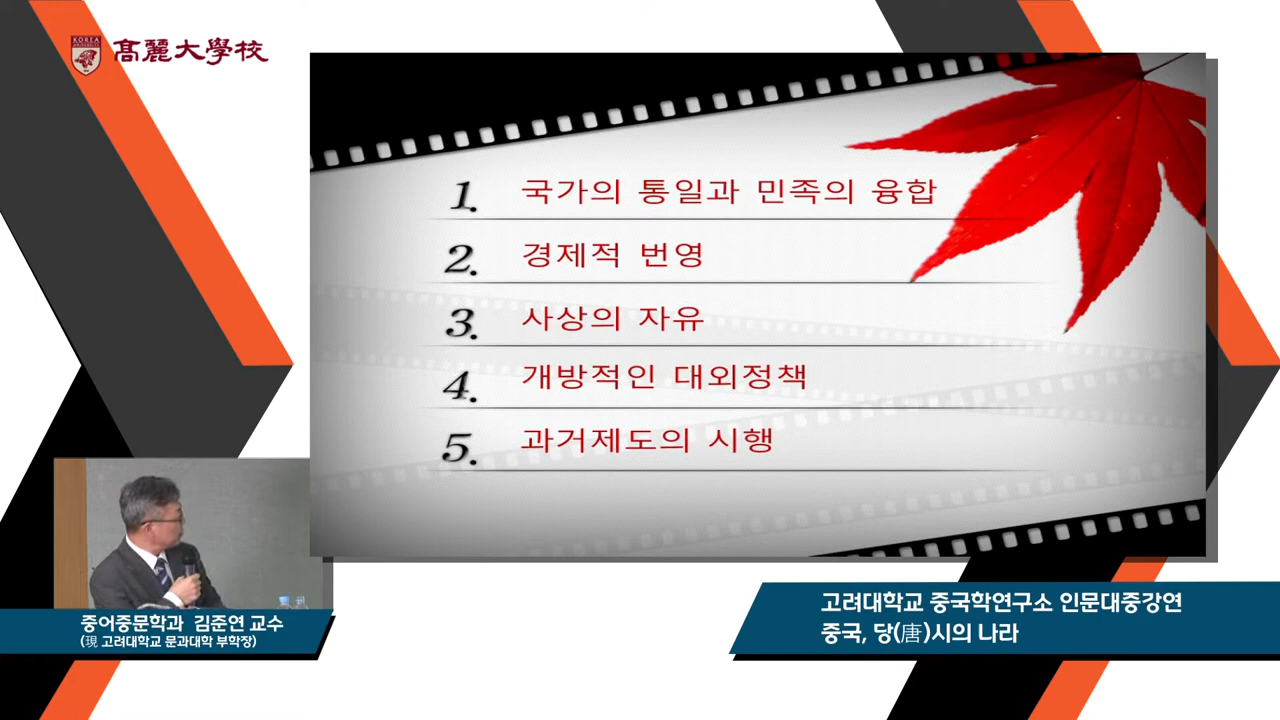 KOREA
UNIVERSITY
高麗大學校
1. 국가의 통일과 민족의 융합
2. 경제적 번영
3. 사상의 자유
4. 개방적인 대외정책
5. 과거제도의 시행
중어중문학과 김준연 교수
(現 고려대학교 문과대학 부학장)
고려대학교 중국학연구소 인문대중강연
중국, 당(唐)시의 나라